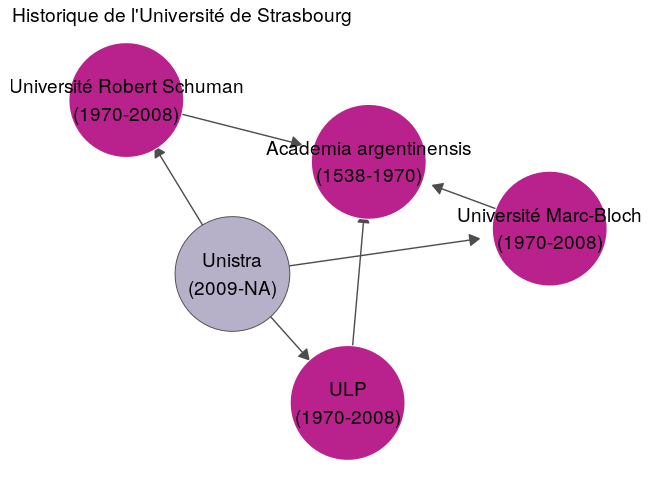 Historique de l'Université de Strasbourg
Université Robert Schuman
(1970-2008)
Academia argentinensis
(1538-1970)
Université Marc-Bloch
(1970-2008)
Unistra
(2009-NA)
ULP
(1970-2008)